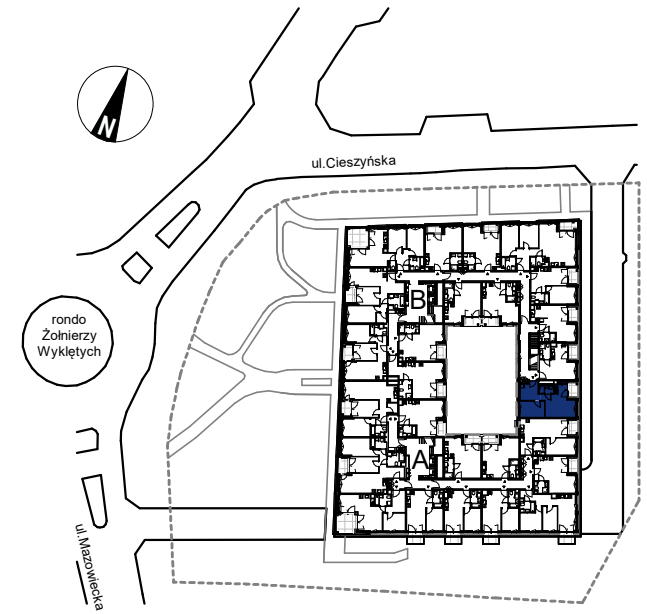 N
ul.Cieszyńska
B
rondo
Żołnierzy
Wyklętych
A
ul.Mazowiecka